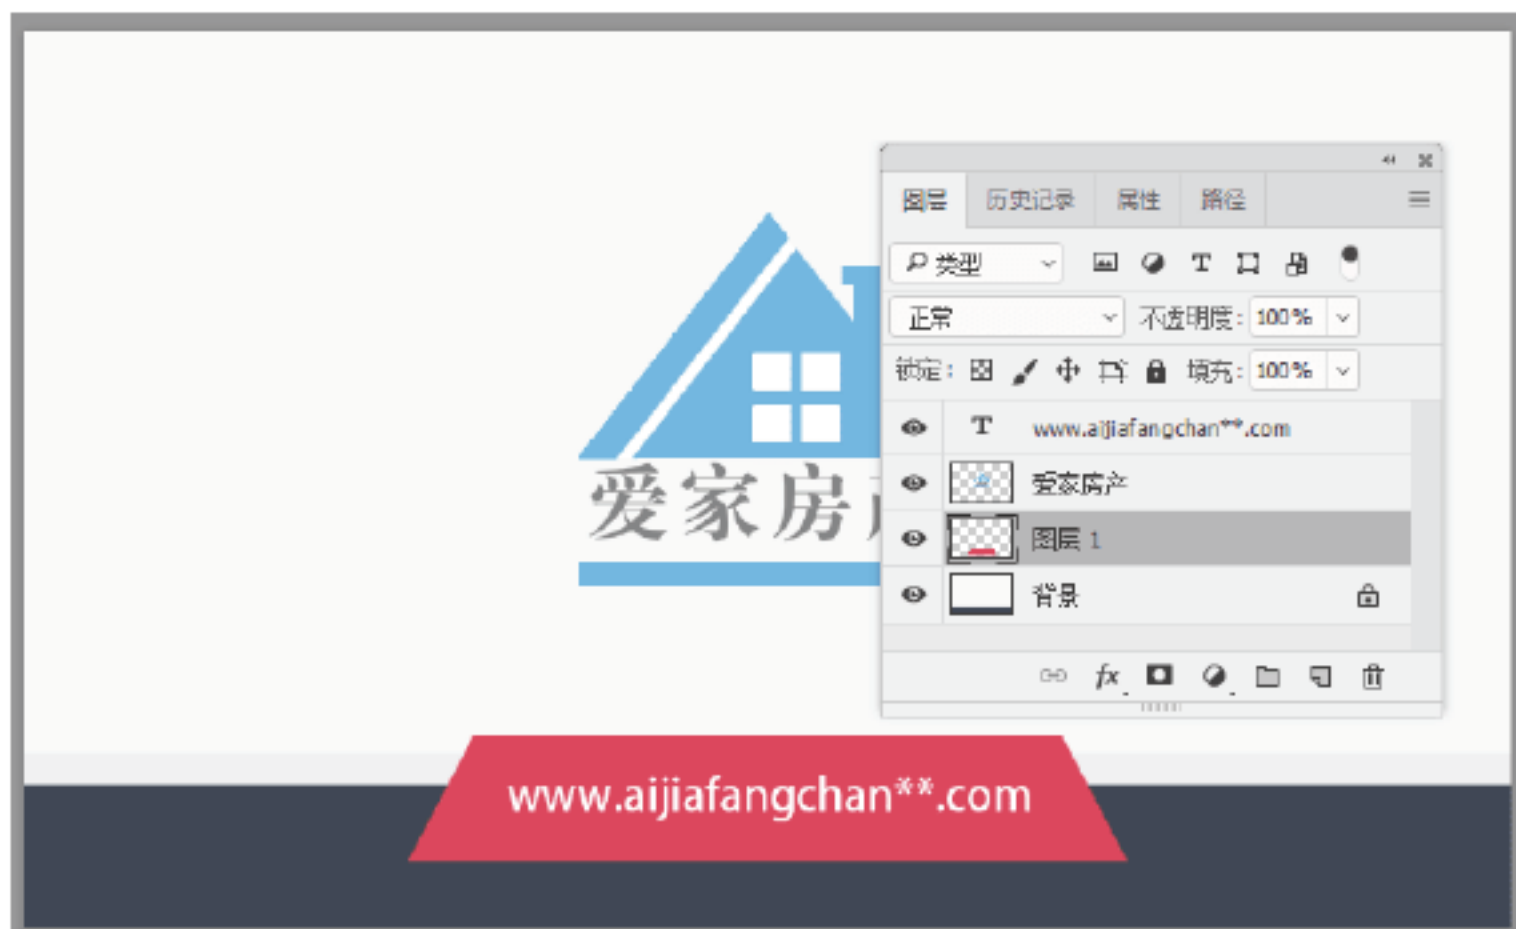 图层 历史记录 属性 路径
类型
正常 不透明度: 100%
锁定: 填充: 100%
T www.aijiafangchan**.com
爱家房产
图层 1
背景
fx
爱家房
www.aijiafangchan**.com